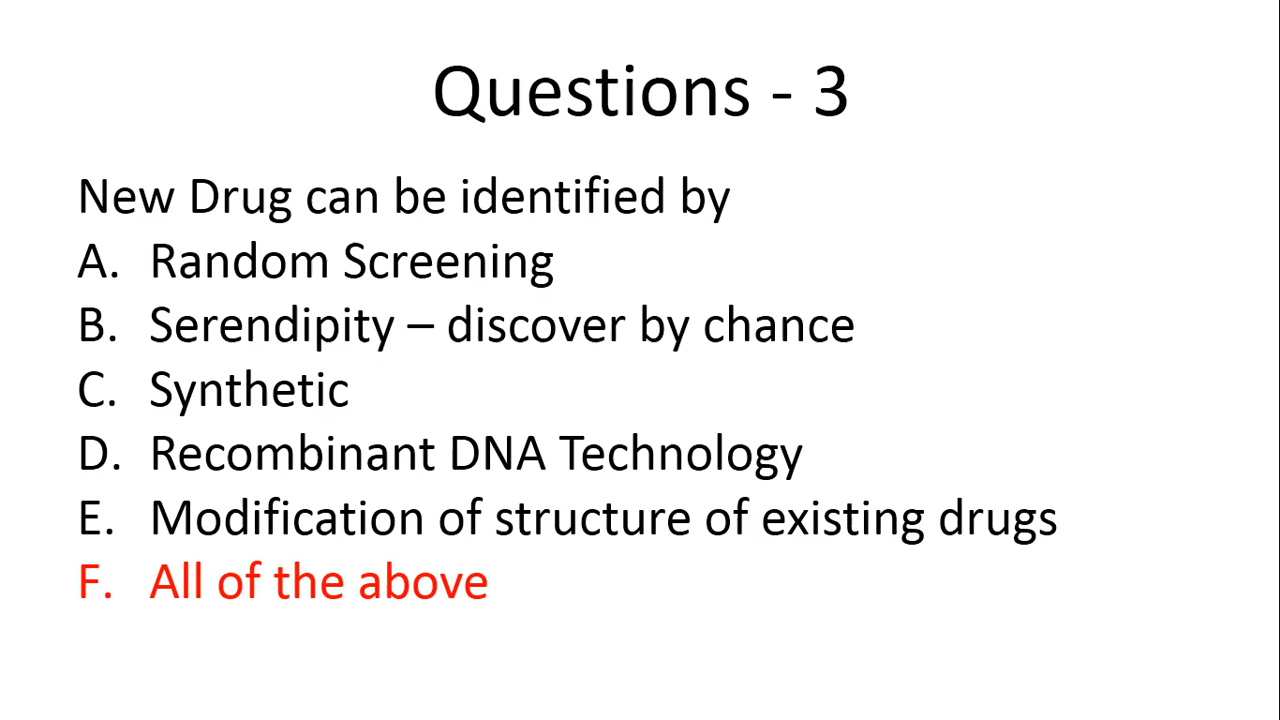 Questions - 3
New Drug can be identified by
A. Random Screening
B. Serendipity – discover by chance
C. Synthetic
D. Recombinant DNA Technology
E. Modification of structure of existing drugs
F. All of the above